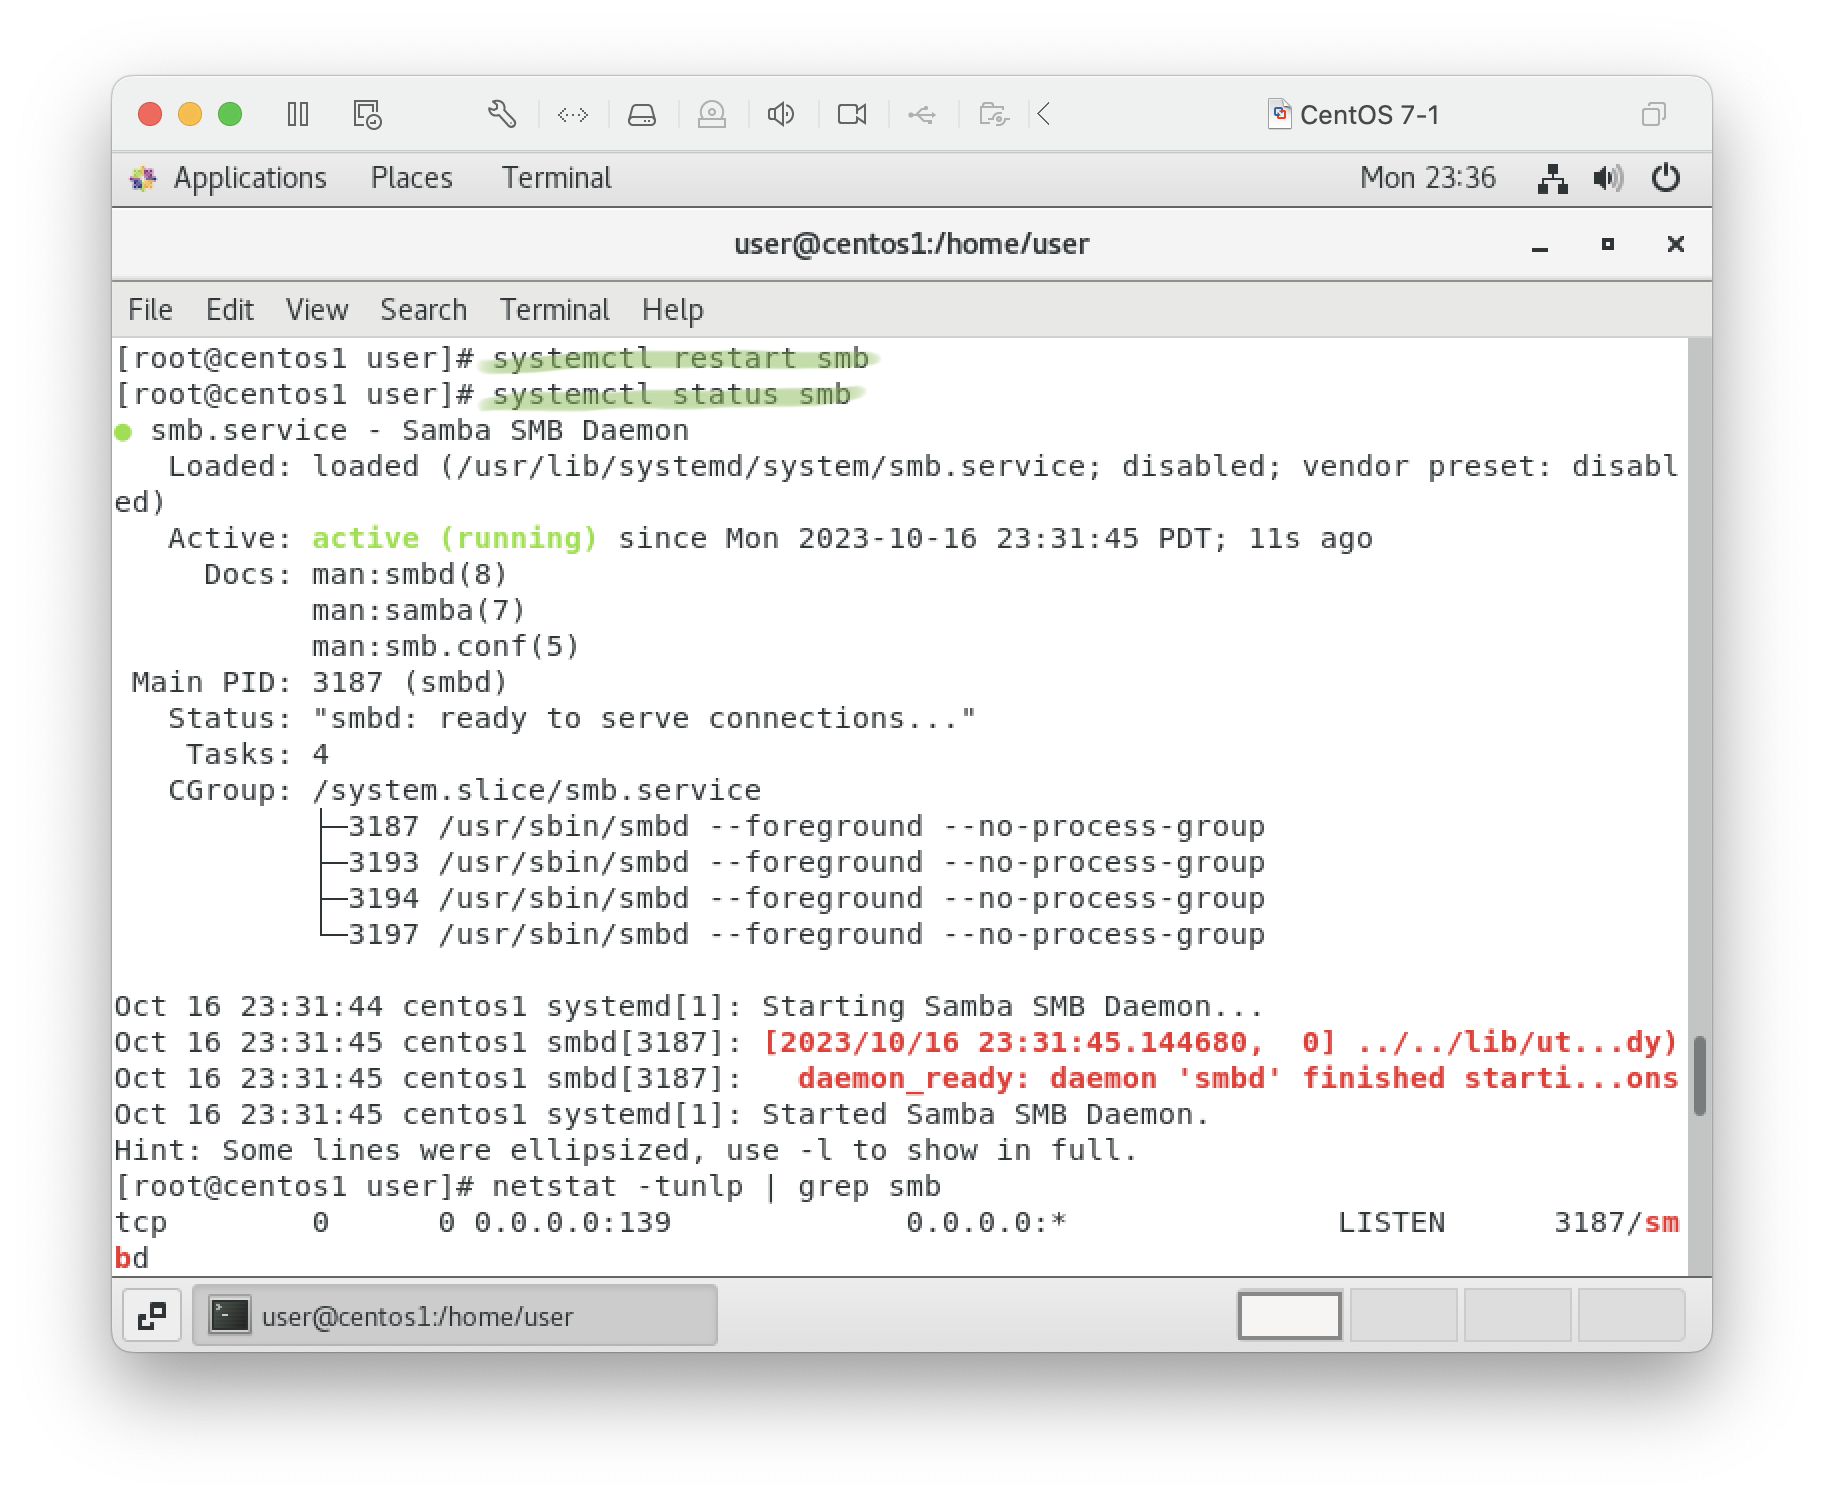 CentOS 7-1
Applications Places Terminal Mon 23:36
user@centos1:/home/user
File Edit View Search Terminal Help
[root@centos1 user]# systemctl restart smb
[root@centos1 user]# systemctl status smb
● smb.service - Samba SMB Daemon
   Loaded: loaded (/usr/lib/systemd/system/smb.service; disabled; vendor preset: disabl
ed)
   Active: active (running) since Mon 2023-10-16 23:31:45 PDT; 11s ago
     Docs: man:smbd(8)
           man:samba(7)
           man:smb.conf(5)
 Main PID: 3187 (smbd)
   Status: "smbd: ready to serve connections..."
    Tasks: 4
   CGroup: /system.slice/smb.service
           ├─3187 /usr/sbin/smbd --foreground --no-process-group
           ├─3193 /usr/sbin/smbd --foreground --no-process-group
           ├─3194 /usr/sbin/smbd --foreground --no-process-group
           └─3197 /usr/sbin/smbd --foreground --no-process-group
Oct 16 23:31:44 centos1 systemd[1]: Starting Samba SMB Daemon...
Oct 16 23:31:45 centos1 smbd[3187]: [2023/10/16 23:31:45.144680,  0] ../../lib/ut...dy)
Oct 16 23:31:45 centos1 smbd[3187]:   daemon_ready: daemon 'smbd' finished starti...ons
Oct 16 23:31:45 centos1 systemd[1]: Started Samba SMB Daemon.
Hint: Some lines were ellipsized, use -l to show in full.
[root@centos1 user]# netstat -tunlp | grep smb
tcp        0      0 0.0.0.0:139             0.0.0.0:*               LISTEN      3187/sm
bd
user@centos1:/home/user